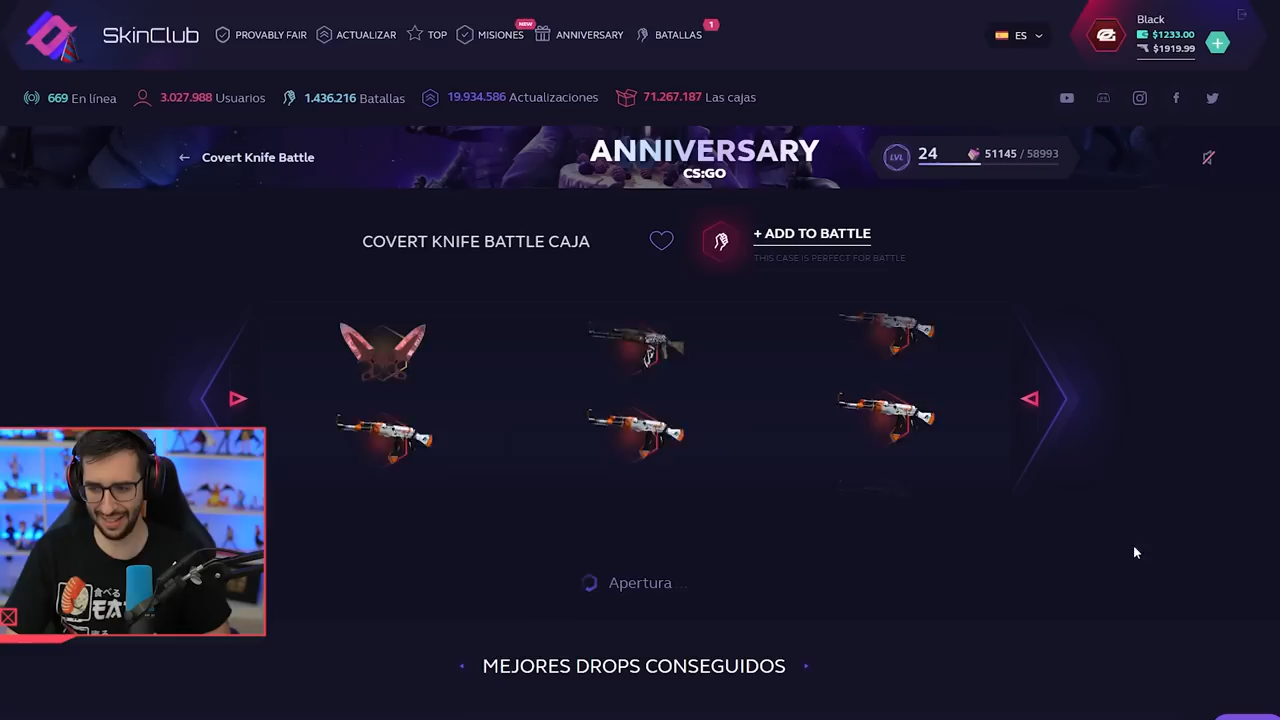 SkinClub
PROVABLY FAIR
ACTUALIZAR
TOP
MISIONES
NEW
ANNIVERSARY
BATALLAS
1
ES
Black
$1233.00
$1919.99
669 En línea
3.027.988 Usuarios
1.436.216 Batallas
19.934.586 Actualizaciones
71.267.187 Las cajas
← Covert Knife Battle
ANNIVERSARY
CS:GO
LVL
24
51145 / 58993
COVERT KNIFE BATTLE CAJA
+ ADD TO BATTLE
THIS CASE IS PERFECT FOR BATTLE
食べる
Apertura ...
MEJORES DROPS CONSEGUIDOS